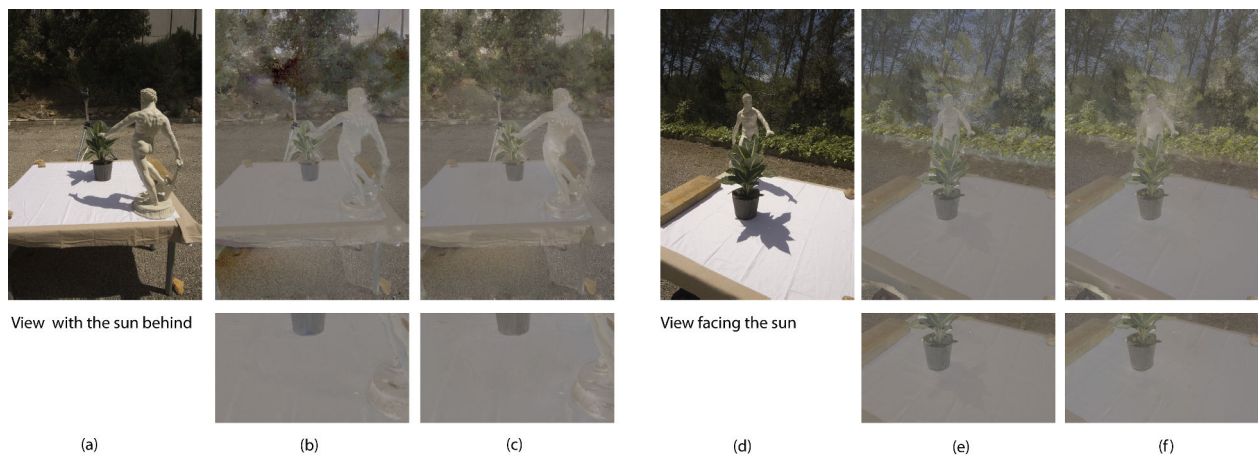 View with the sun behind
View facing the sun
(a)
(b)
(c)
(d)
(e)
(f)